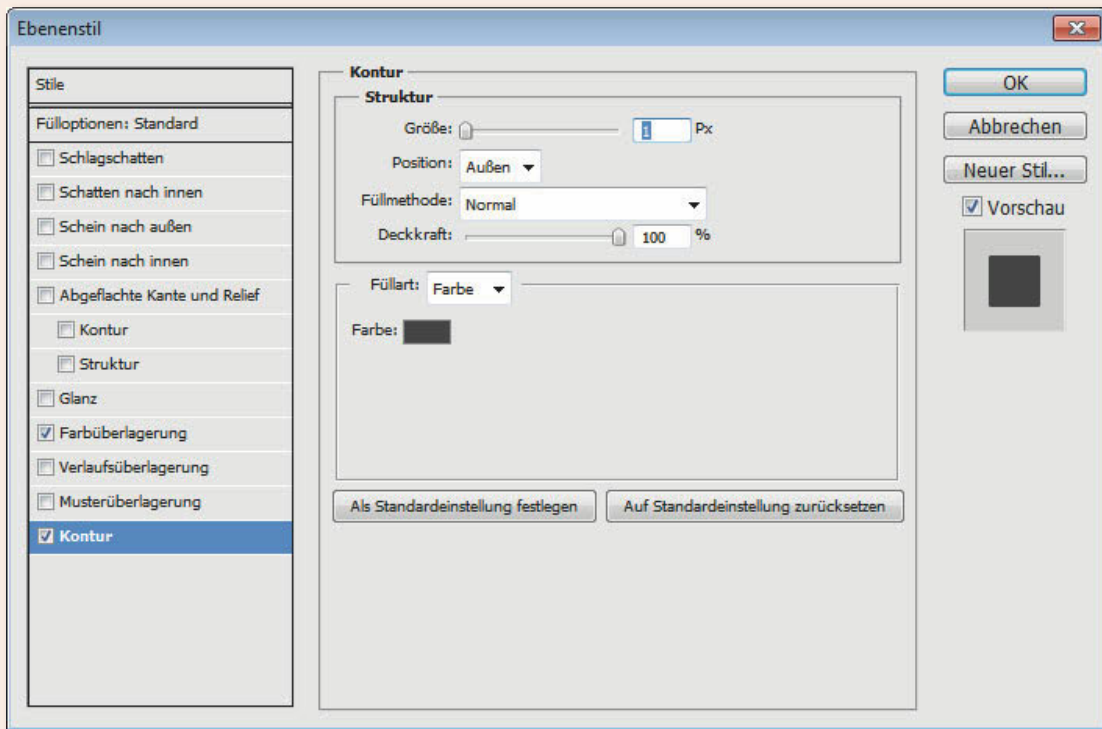 Ebenenstil
Stile
Fülloptionen: Standard
Schlagschatten
Schatten nach innen
Schein nach außen
Schein nach innen
Abgeflachte Kante und Relief
Kontur
Struktur
Glanz
Farbüberlagerung
Verlaufsüberlagerung
Musterüberlagerung
Kontur
Kontur
Struktur
Größe: 1 Px
Position: Außen
Füllmethode: Normal
Deckkraft: 100 %
Füllart: Farbe
Farbe:
Als Standardeinstellung festlegen
Auf Standardeinstellung zurücksetzen
OK
Abbrechen
Neuer Stil...
Vorschau